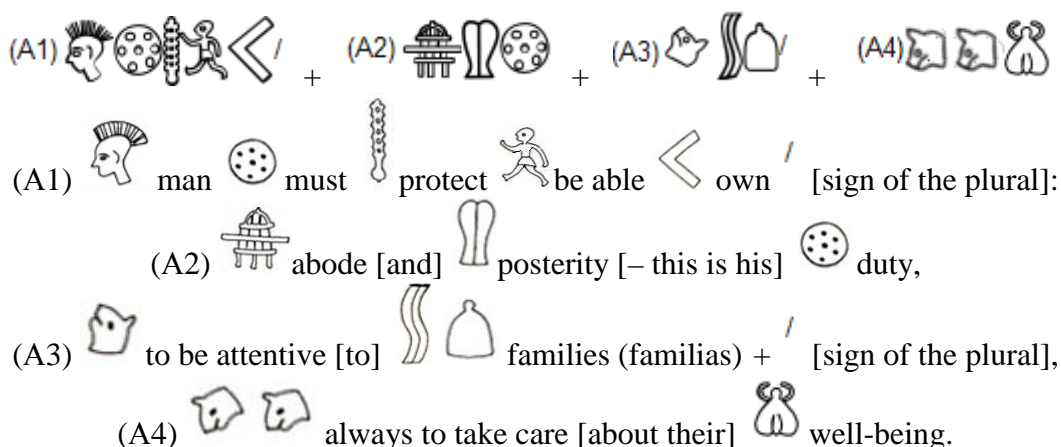 (A1) / + (A2) + (A3) / + (A4)
(A1) man must protect be able own / [sign of the plural]:
(A2) abode [and] posterity [– this is his] duty,
(A3) to be attentive [to] families (familias) + / [sign of the plural],
(A4) always to take care [about their] well-being.